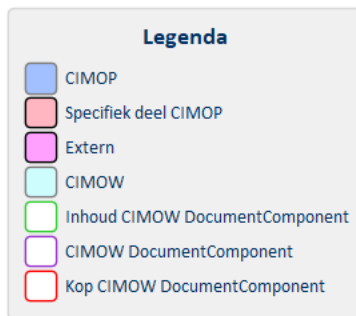 Legenda
CIMOP
Specifiek deel CIMOP
Extern
CIMOW
Inhoud CIMOW DocumentComponent
CIMOW DocumentComponent
Kop CIMOW DocumentComponent